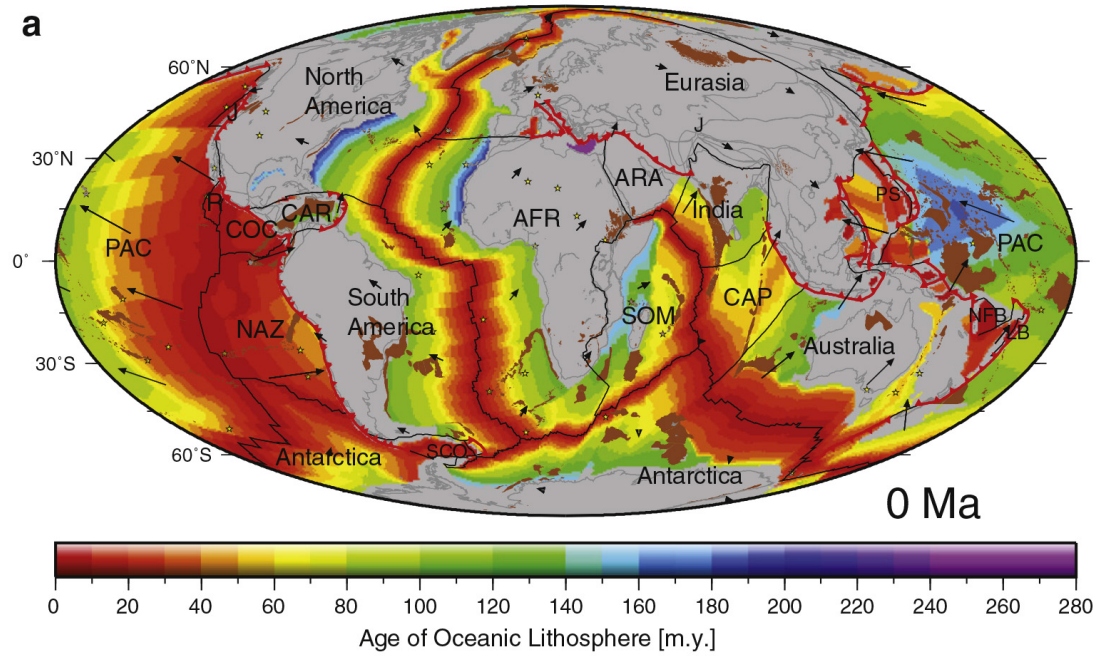 a
60˚N
30˚N
0˚
30˚S
60˚S
North
America
Eurasia
J
J
R
COC
CAR
PAC
NAZ
South
America
AFR
ARA
India
SOM
CAP
PS
PAC
NFB
LB
Australia
Antarctica
SCO
Antarctica
0 Ma
0 20 40 60 80 100 120 140 160 180 200 220 240 260 280
Age of Oceanic Lithosphere [m.y.]